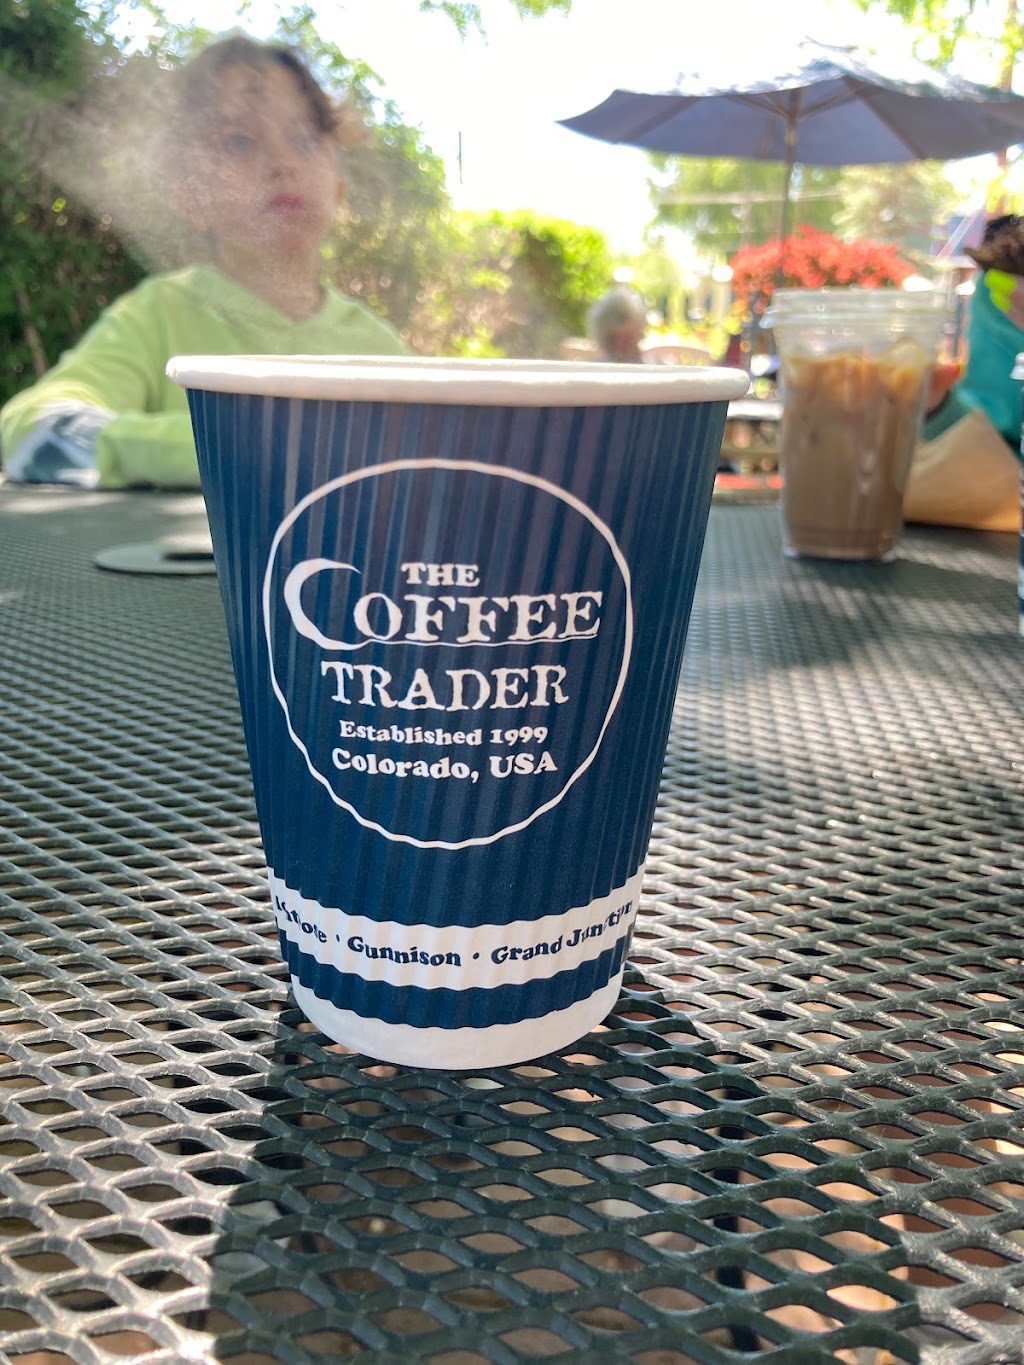 THE
COFFEE
TRADER
Established 1999
Colorado, USA
· Gunnison · Grand Junction